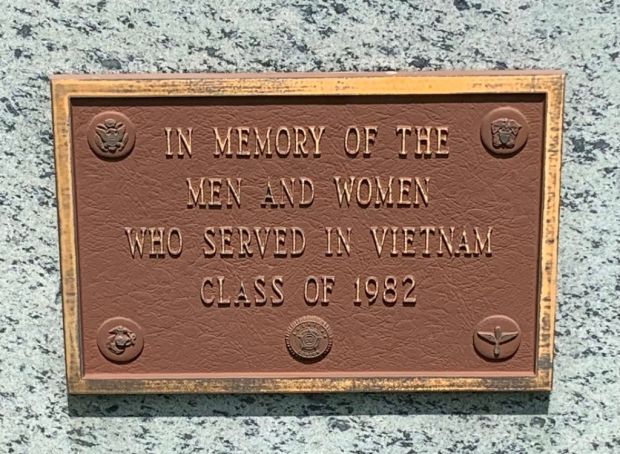 IN MEMORY OF THE
MEN AND WOMEN
WHO SERVED IN VIETNAM
CLASS OF 1982